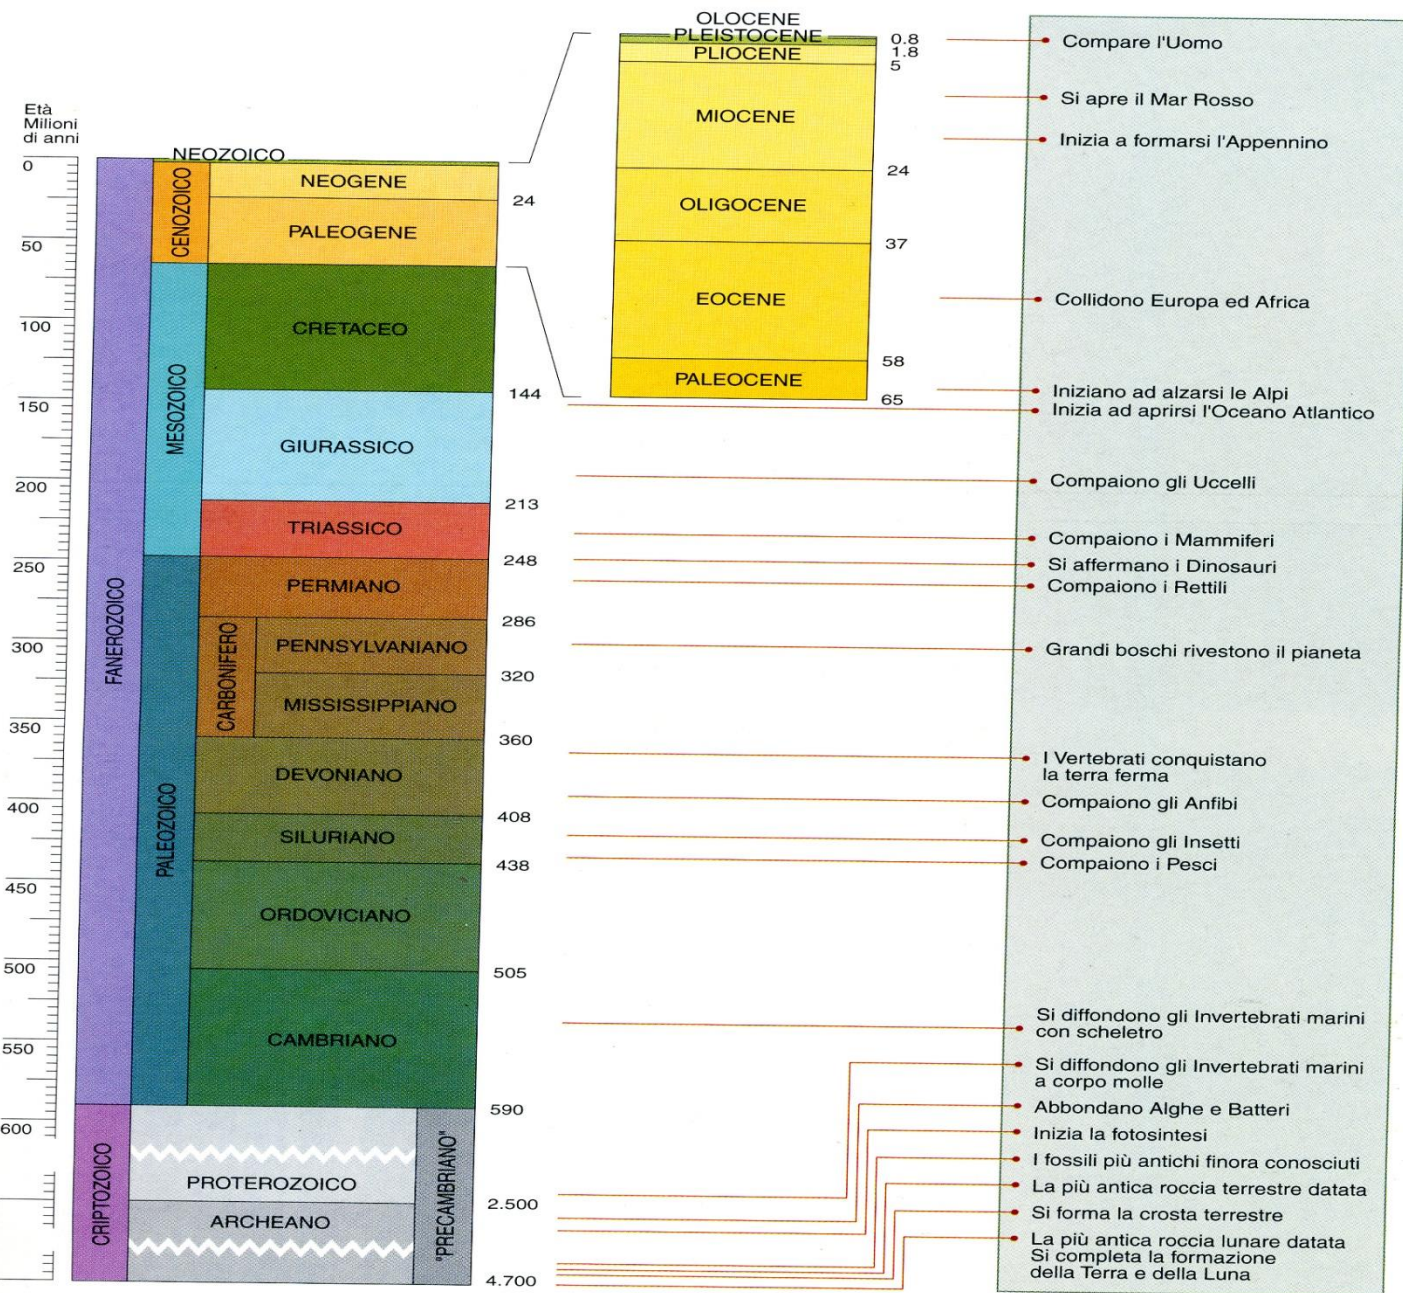 Età
Milioni
di anni
0
50
100
150
200
250
300
350
400
450
500
550
600
FANEROZOICO
CRIPTOZOICO
CENOZOICO
MESOZOICO
PALEOZOICO
NEOZOICO
NEOGENE
24
PALEOGENE
CRETACEO
144
GIURASSICO
213
TRIASSICO
248
PERMIANO
286
CARBONIFERO
PENNSYLVANIANO
320
MISSISSIPPIANO
360
DEVONIANO
408
SILURIANO
438
ORDOVICIANO
505
CAMBRIANO
590
PROTEROZOICO
2.500
ARCHEANO
4.700
"PRECAMBRIANO"
OLOCENE
PLEISTOCENE
0.8
1.8
PLIOCENE
5
MIOCENE
24
OLIGOCENE
37
EOCENE
58
PALEOCENE
65
Compare l'Uomo
Si apre il Mar Rosso
Inizia a formarsi l'Appennino
Collidono Europa ed Africa
Iniziano ad alzarsi le Alpi
Inizia ad aprirsi l'Oceano Atlantico
Compaiono gli Uccelli
Compaiono i Mammiferi
Si affermano i Dinosauri
Compaiono i Rettili
Grandi boschi rivestono il pianeta
I Vertebrati conquistano
la terra ferma
Compaiono gli Anfibi
Compaiono gli Insetti
Compaiono i Pesci
Si diffondono gli Invertebrati marini
con scheletro
Si diffondono gli Invertebrati marini
a corpo molle
Abbondano Alghe e Batteri
Inizia la fotosintesi
I fossili più antichi finora conosciuti
La più antica roccia terrestre datata
Si forma la crosta terrestre
La più antica roccia lunare datata
Si completa la formazione
della Terra e della Luna